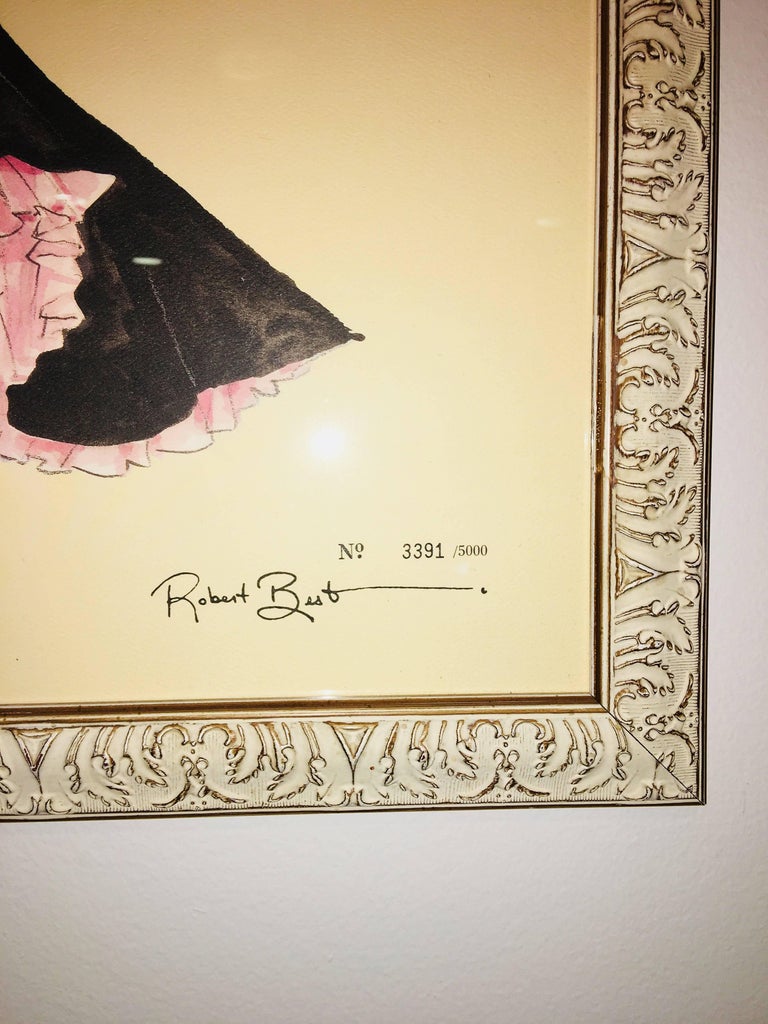 Nº 3391 /5000
Robert Best